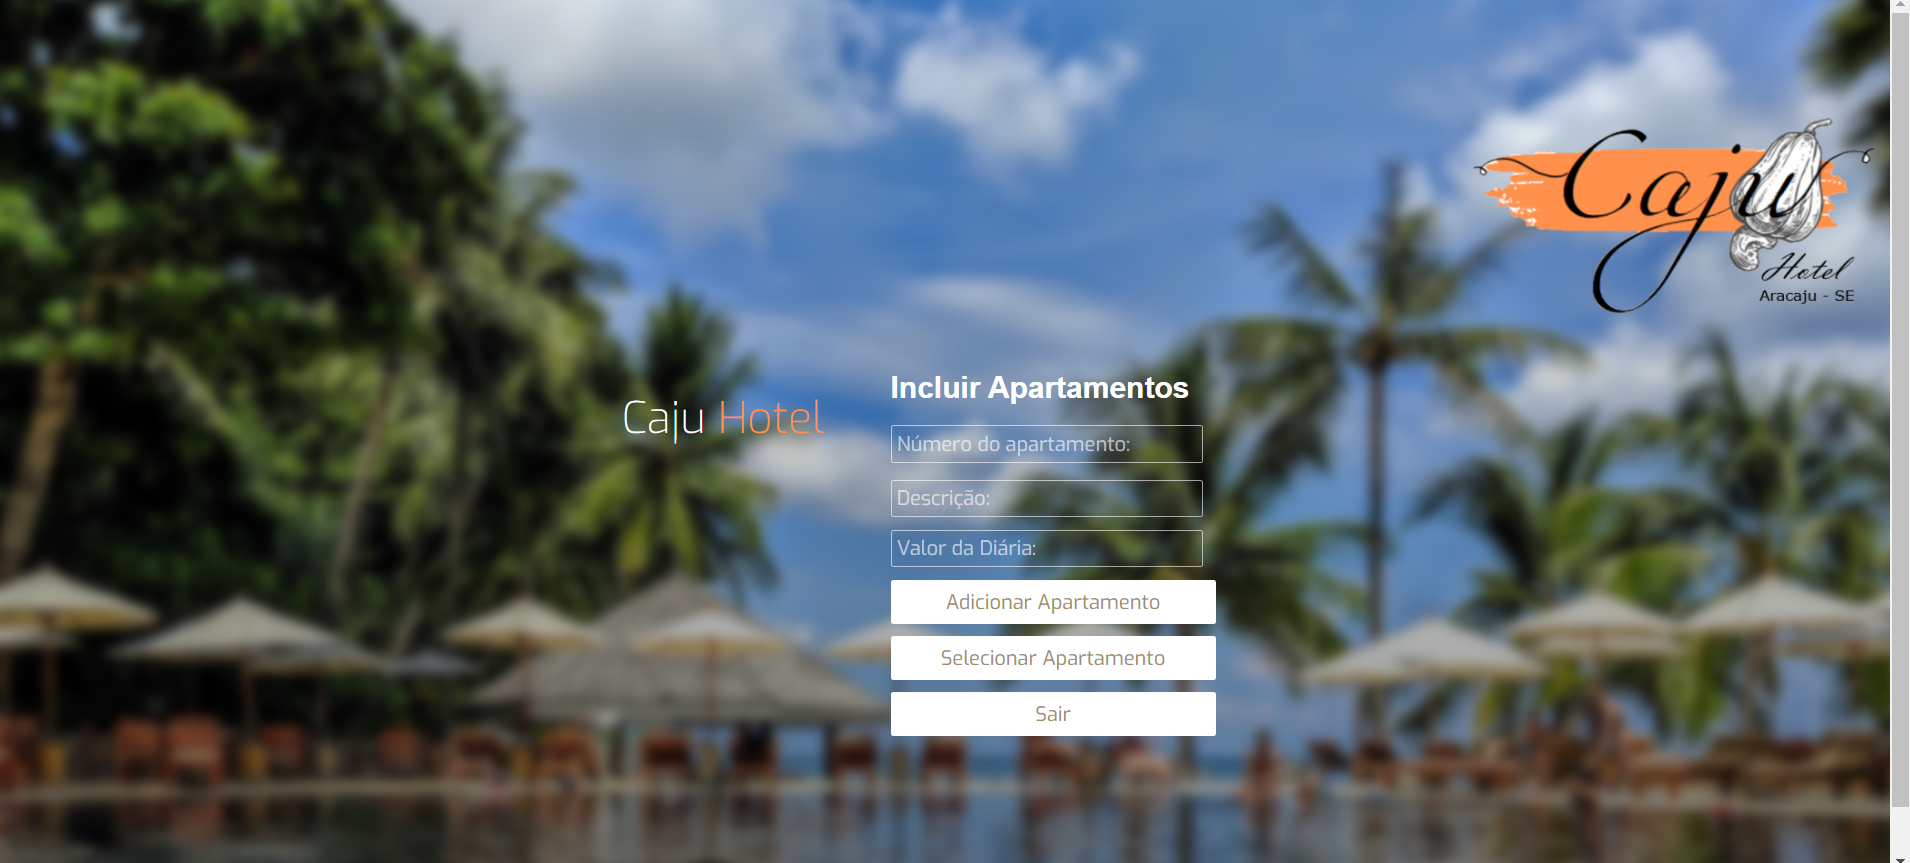 Caju
Hotel
Aracaju - SE
Caju Hotel
Incluir Apartamentos
Número do apartamento:
Descrição:
Valor da Diária:
Adicionar Apartamento
Selecionar Apartamento
Sair